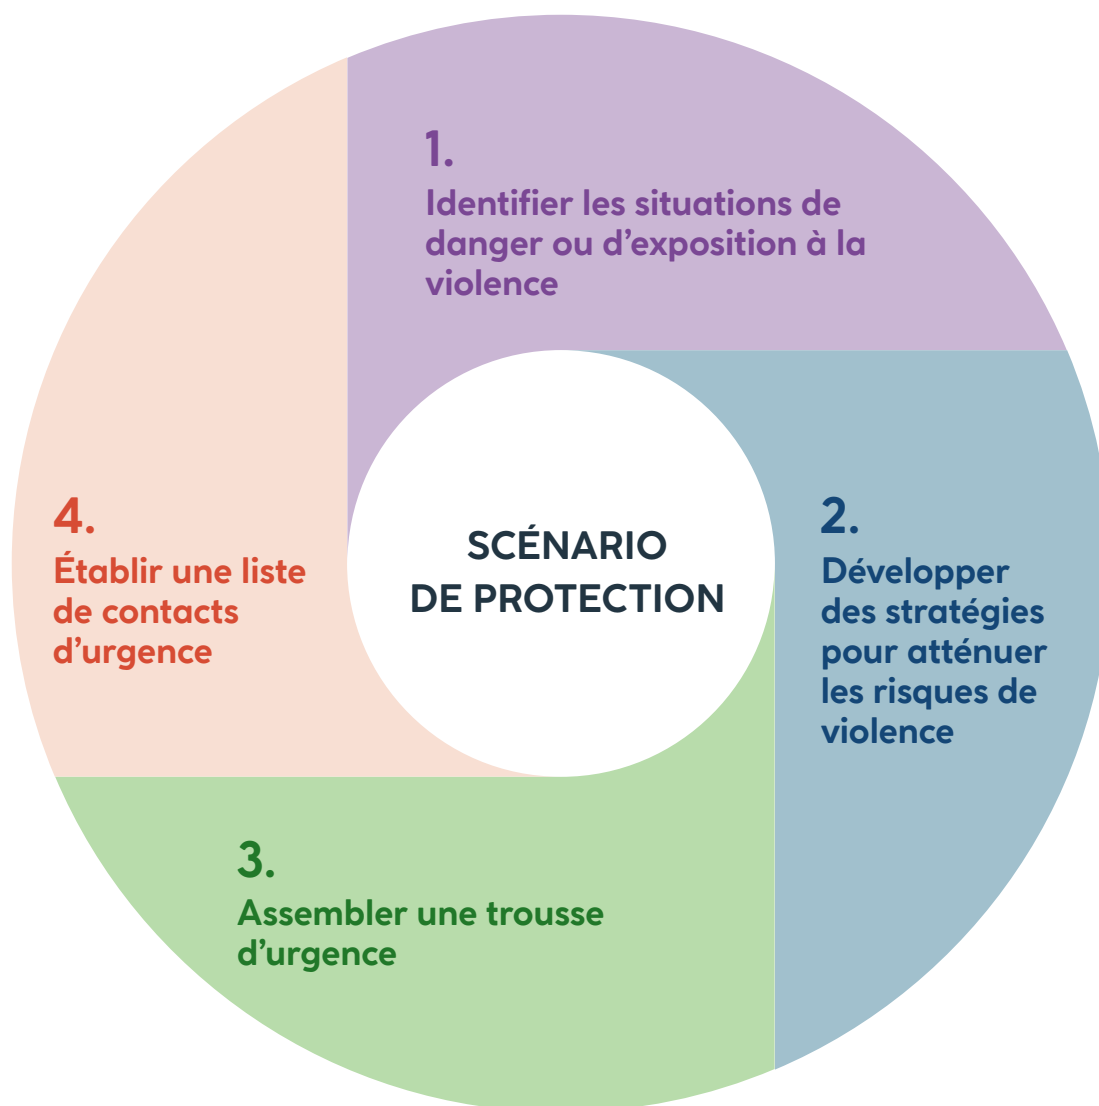 1.
Identifier les situations de
danger ou d’exposition à la
violence
2.
Développer
des stratégies
pour atténuer
les risques de
violence
3.
Assembler une trousse
d’urgence
4.
Établir une liste
de contacts
d’urgence
SCÉNARIO
DE PROTECTION